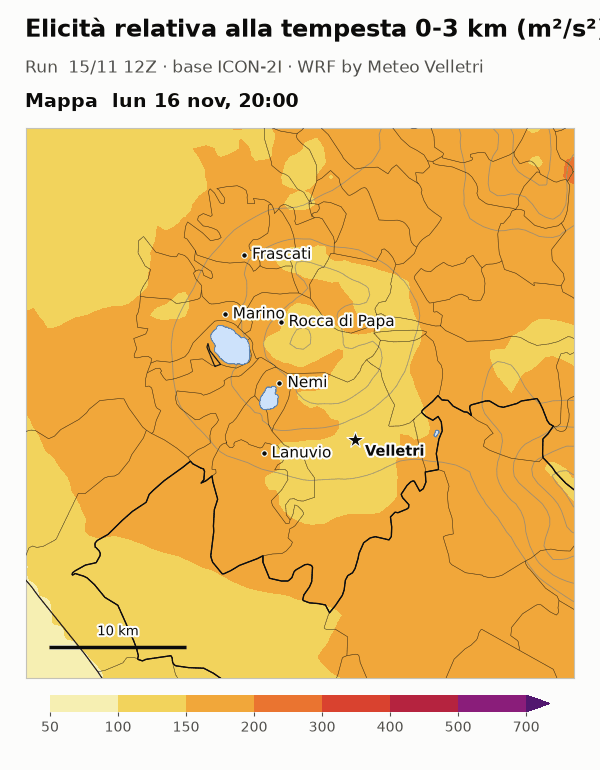 Elicità relativa alla tempesta 0-3 km (m²/s²)
Run 15/11 12Z · base ICON-2I · WRF by Meteo Velletri
Mappa lun 16 nov, 20:00
Frascati
Marino
Rocca di Papa
Nemi
Velletri
Lanuvio
10 km
50 100 150 200 300 400 500 700